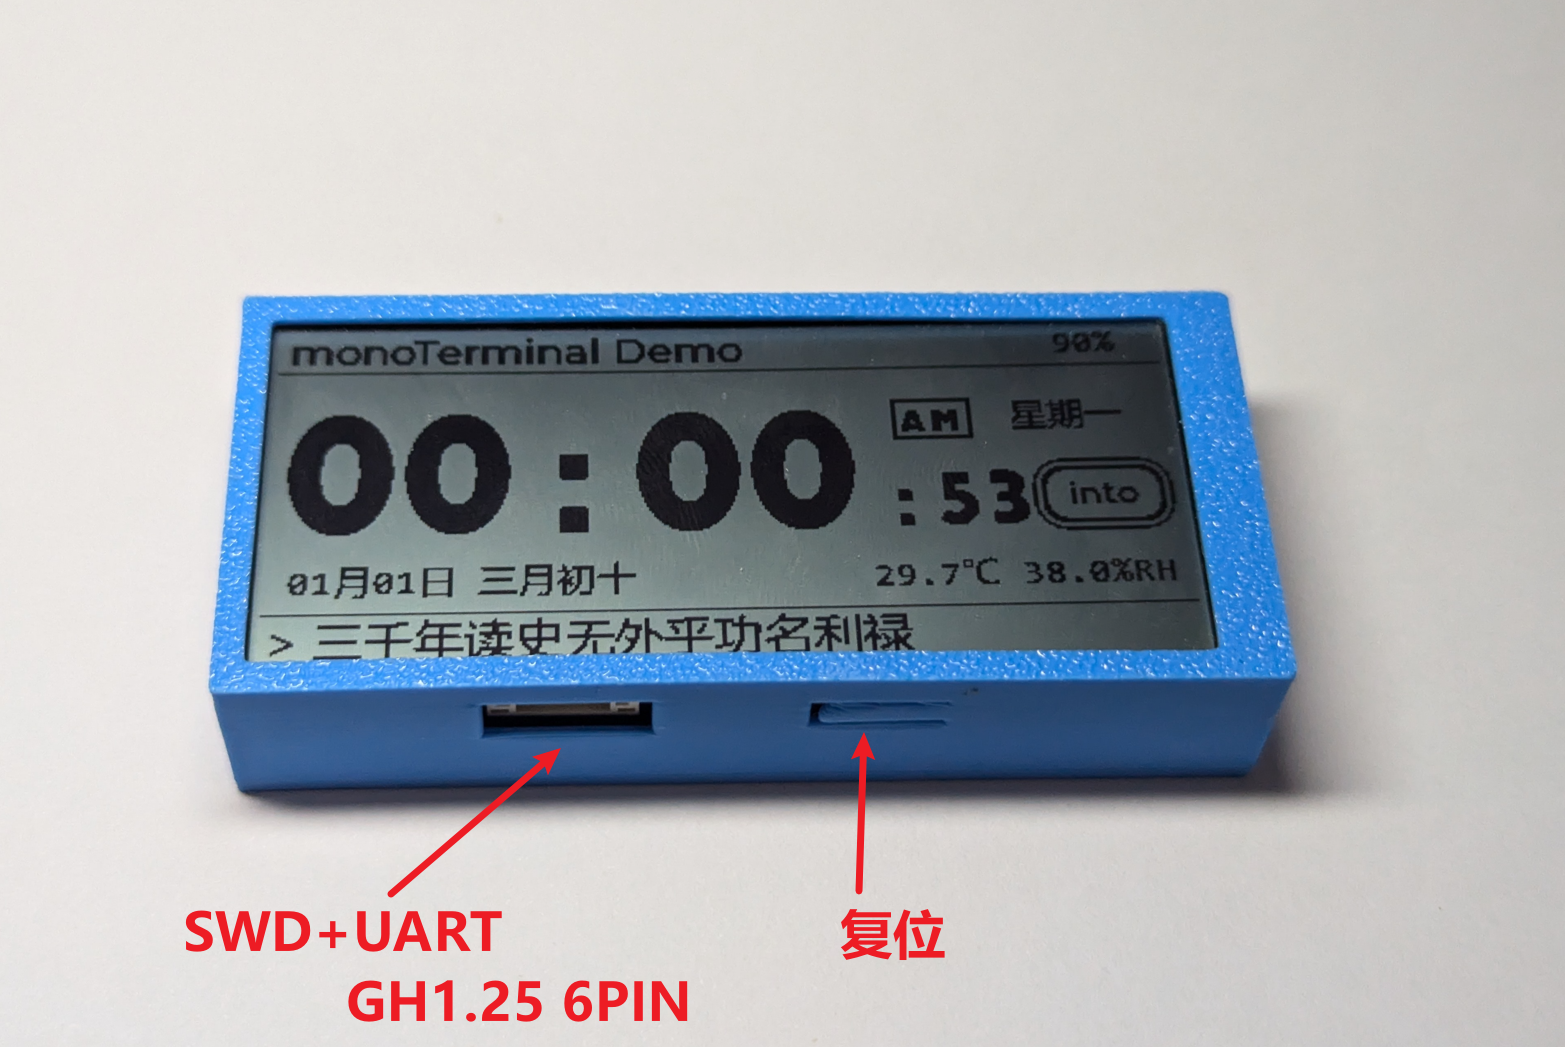 monoTerminal Demo 90%
AM 星期一
00:00 :53 into
01月01日 三月初十 29.7℃ 38.0%RH
> 三千年读史无外乎功名利禄
SWD+UART 复位
GH1.25 6PIN